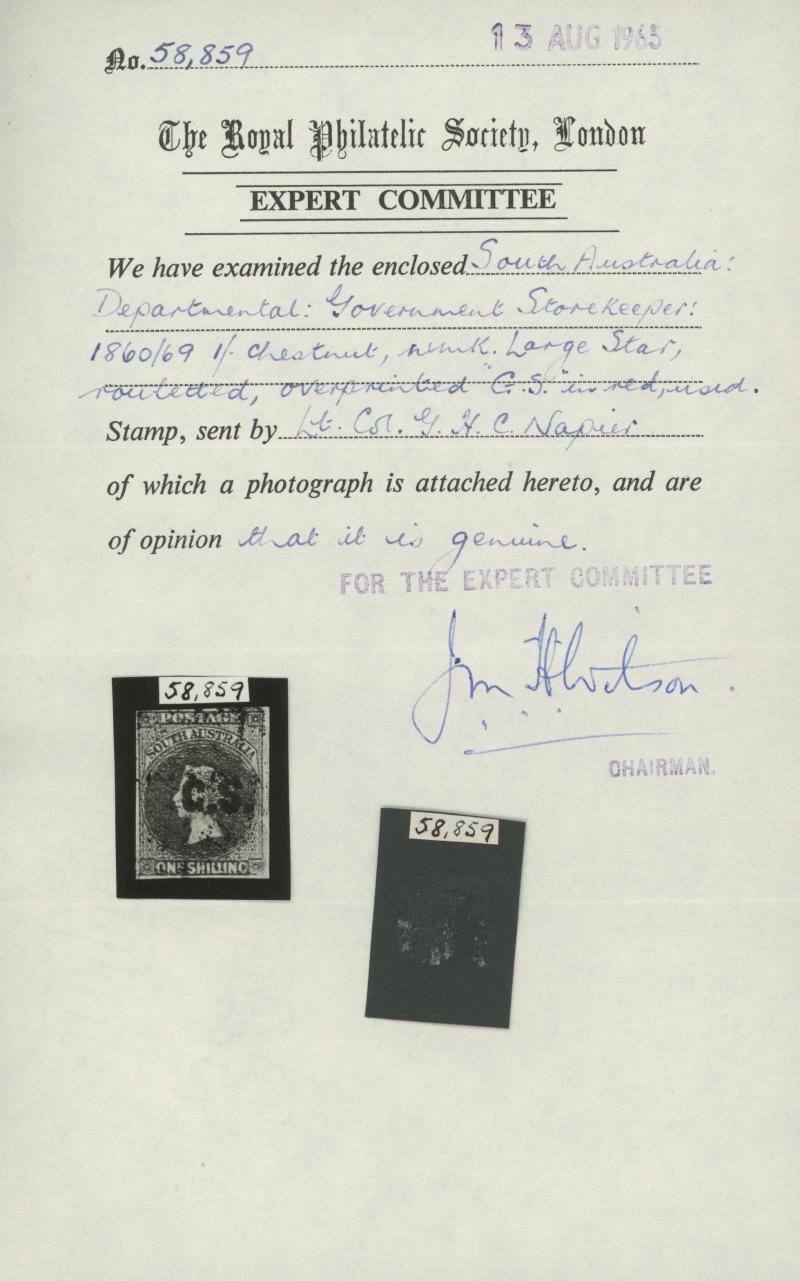 No. 58,859
13 AUG 1965
The Royal Philatelic Society, London
EXPERT COMMITTEE
We have examined the enclosed South Australia:
Departmental: Government Storekeeper:
1860/69 1/- chestnut, wmk. Large Star,
rouletted, overprinted "G.S." in red, used.
Stamp, sent by Lt. Col. G. H. C. Napier
of which a photograph is attached hereto, and are
of opinion that it is genuine.
FOR THE EXPERT COMMITTEE
Jn H Wilson.
CHAIRMAN.
58,859
POSTAGE
SOUTH AUSTRALIA
G.S.
ONE SHILLING
58,859